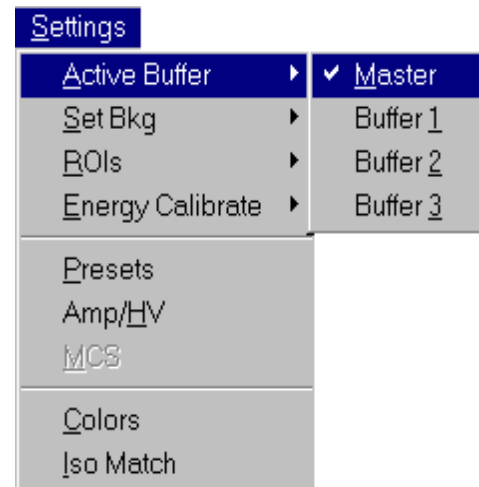 Settings
Active Buffer
Set Bkg
ROIs
Energy Calibrate
Presets
Amp/HV
MCS
Colors
Iso Match
Master
Buffer 1
Buffer 2
Buffer 3